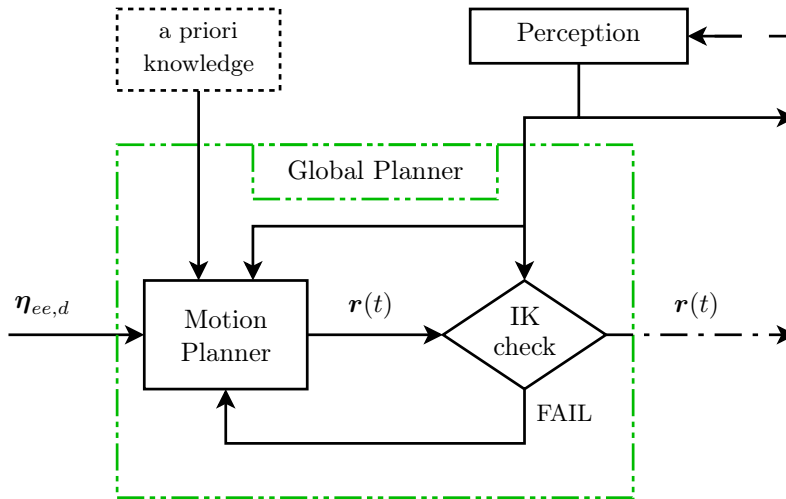 a priori
knowledge
Perception
Global Planner
η_{ee,d}
Motion
Planner
r(t)
IK
check
r(t)
FAIL